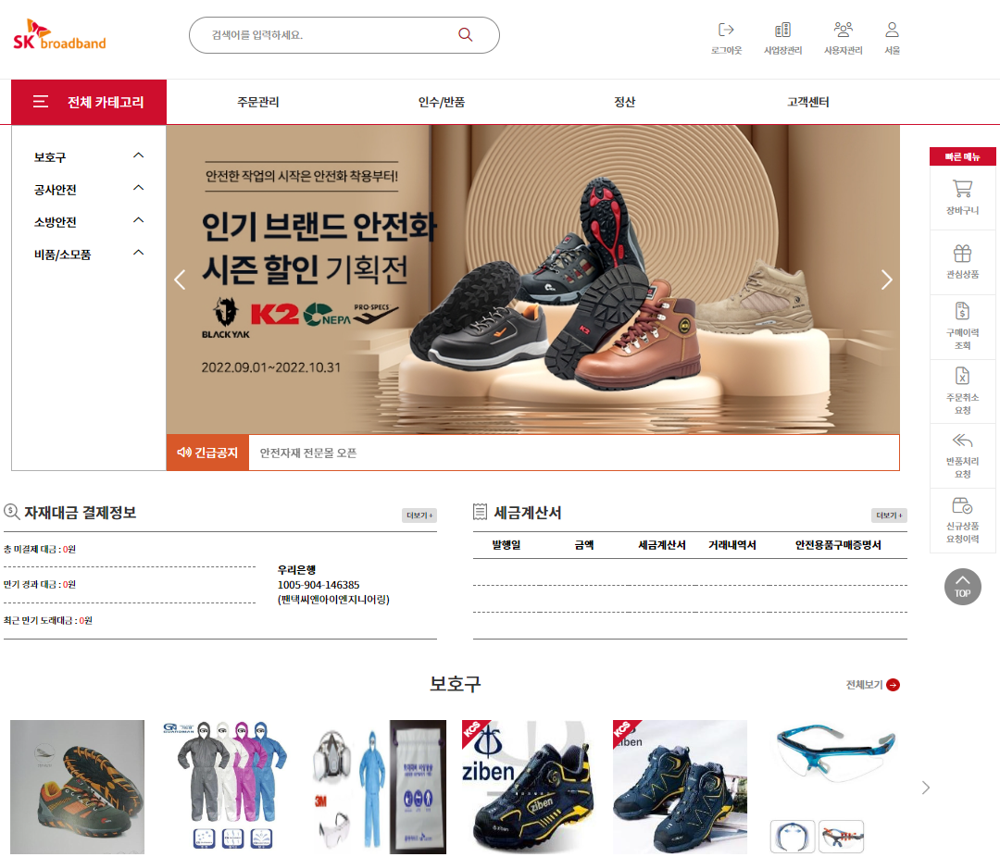 SK broadband
검색어를 입력하세요.
로그아웃
사업장관리
사용자관리
서울
전체 카테고리
주문관리
인수/반품
정산
고객센터
보호구
공사안전
소방안전
비품/소모품
안전한 작업의 시작은 안전화 착용부터!
인기 브랜드 안전화
시즌 할인 기획전
BLACKYAK
K2
NEPA
PRO-SPECS
2022.09.01~2022.10.31
긴급공지
안전자재 전문몰 오픈
빠른 메뉴
장바구니
관심상품
구매이력
조회
주문취소
요청
반품처리
요청
신규상품
요청이력
TOP
자재대금 결제정보
더보기 +
총 미결제 대금 : 0원
만기 경과 대금 : 0원
최근 만기 도래대금 : 0원
우리은행
1005-904-146385
(팬택씨앤아이엔지니어링)
세금계산서
더보기 +
발행일
금액
세금계산서
거래내역서
안전용품구매증명서
보호구
전체보기
GUARDMAN
3M
KCS
ziben
ziben
KCS
ziben